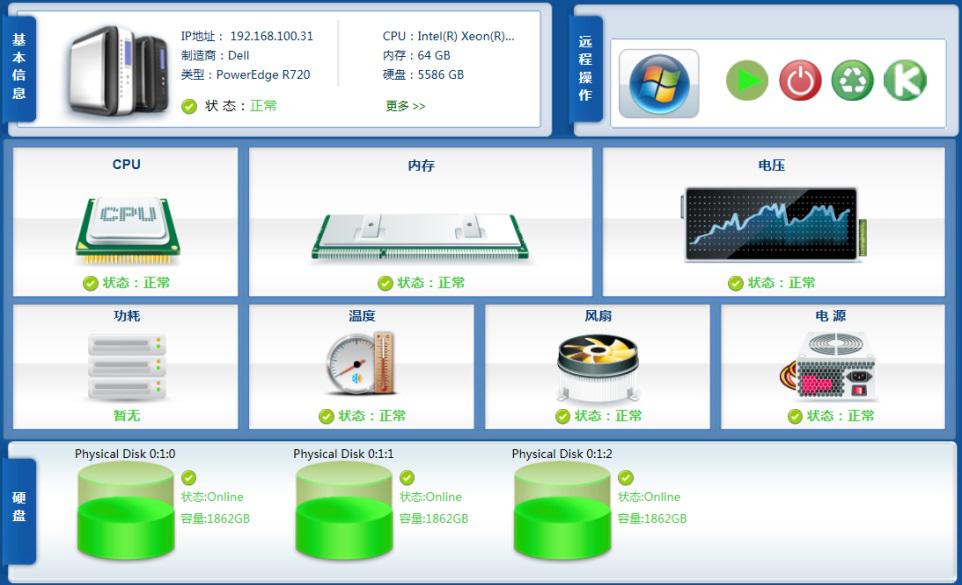 基本信息
IP地址： 192.168.100.31
制造商：Dell
类型：PowerEdge R720
状 态：正常
CPU：Intel(R) Xeon(R)...
内存：64 GB
硬盘：5586 GB
更多 >>
远程操作
K
CPU
CPU
状态：正常
内存
状态：正常
电压
状态：正常
功耗
暂无
温度
状态：正常
风扇
状态：正常
电 源
状态：正常
硬盘
Physical Disk 0:1:0
状态:Online
容量:1862GB
Physical Disk 0:1:1
状态:Online
容量:1862GB
Physical Disk 0:1:2
状态:Online
容量:1862GB